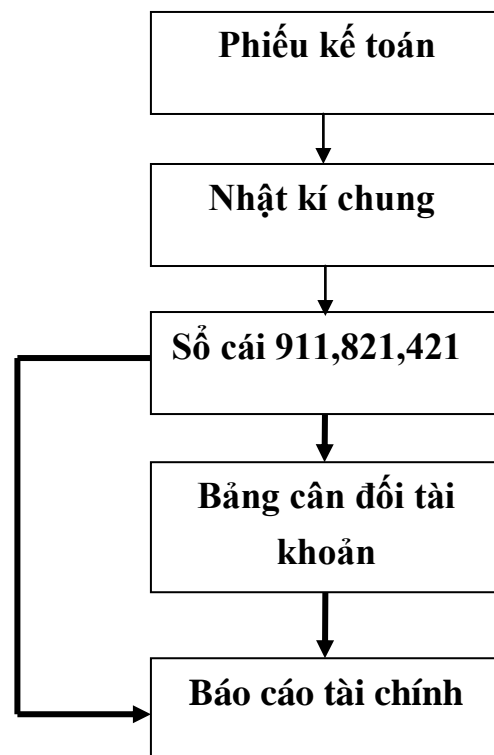 Phiếu kế toán
Nhật kí chung
Sổ cái 911,821,421
Bảng cân đối tài
khoản
Báo cáo tài chính